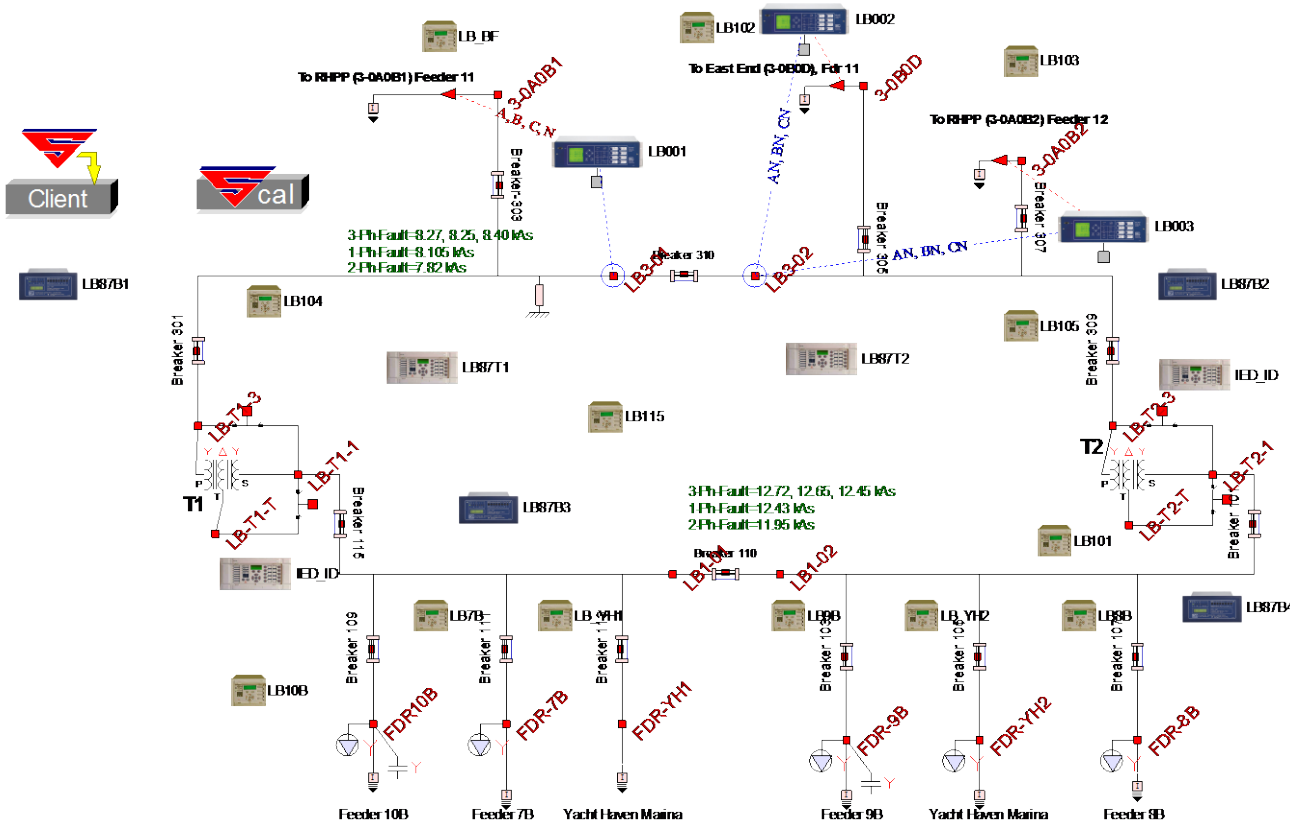 LB002
LB_BF
LB102
To East End (3-0B0D), Fdr 11
LB103
To RHPP (3-0A0B1) Feeder 11
3-0A0B1
3-0B0D
A,B, C,N
To RHPP (3-0A0B2) Feeder 12
3-0A0B2
LB001
AN, BN, CN
Client
cal
Breaker-303
Breaker 307
LB003
3-Ph-Fault=8.27, 8.25, 8.40 kAs
1-Ph-Fault=8.105 kAs
2-Ph-Fault=7.82 kAs
Breaker 310
LB3-01
LB3-02
AN, BN, CN
LB87B1
LB87B2
LB104
LB105
Breaker 301
Breaker 309
LB87T1
LB87T2
IED_ID
LB115
LB-T1-3
LB-T2-3
Y Y
T2
Y Y
LB-T1-1
LB-T2-1
P S
T
T1
P S
T
LB-T1-T
LB-T2-T
3-Ph-Fault=12.72, 12.65, 12.45 kAs
1-Ph-Fault=12.43 kAs
2-Ph-Fault=11.95 kAs
LB87B3
Breaker 115
LB101
Breaker 110
IED_ID
LB1-01
LB1-02
LB7B
LB_YH1
LB9B
LB_YH2
LB8B
LB87B4
Breaker 109
Breaker 103
Breaker 107
LB10B
FDR10B
FDR-7B
FDR-YH1
FDR-9B
FDR-YH2
FDR-8B
Y
Y
Y
Y
Y
Y
Y
Feeder 10B
Feeder 7B
Yacht Haven Marina
Feeder 9B
Yacht Haven Marina
Feeder 8B